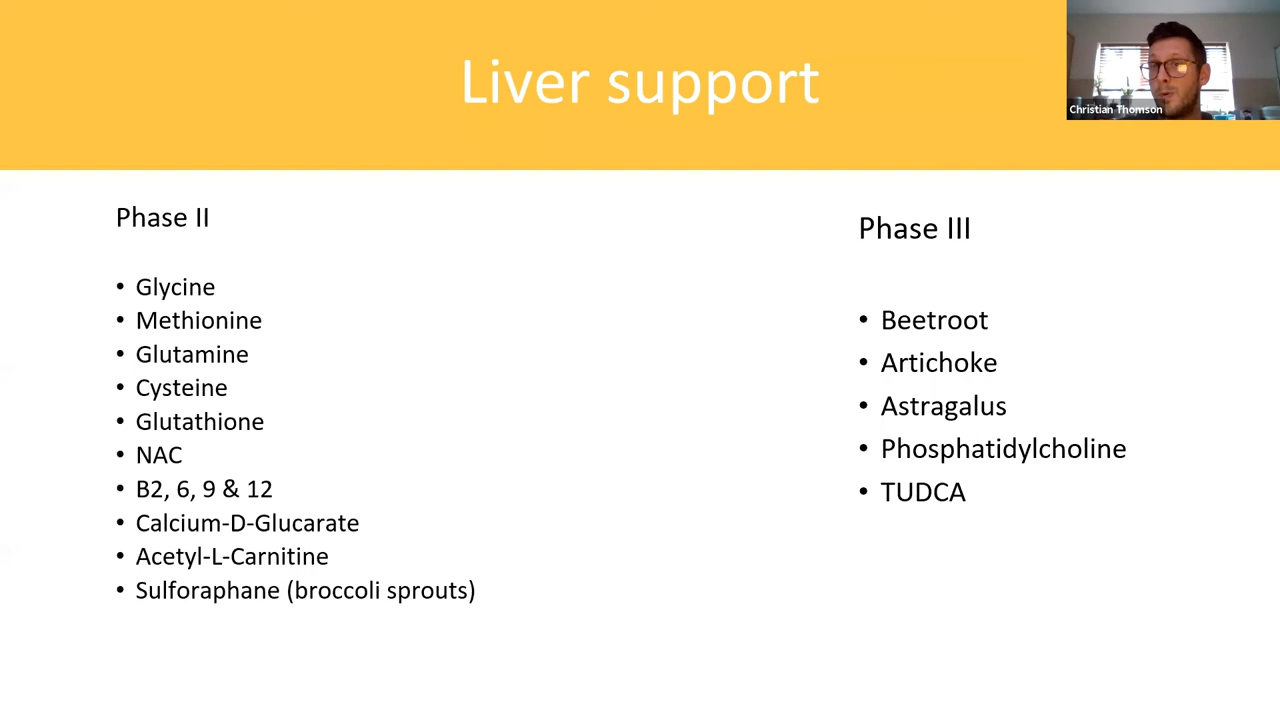 Liver support
Christian Thomson
Phase II
• Glycine
• Methionine
• Glutamine
• Cysteine
• Glutathione
• NAC
• B2, 6, 9 & 12
• Calcium-D-Glucarate
• Acetyl-L-Carnitine
• Sulforaphane (broccoli sprouts)
Phase III
• Beetroot
• Artichoke
• Astragalus
• Phosphatidylcholine
• TUDCA